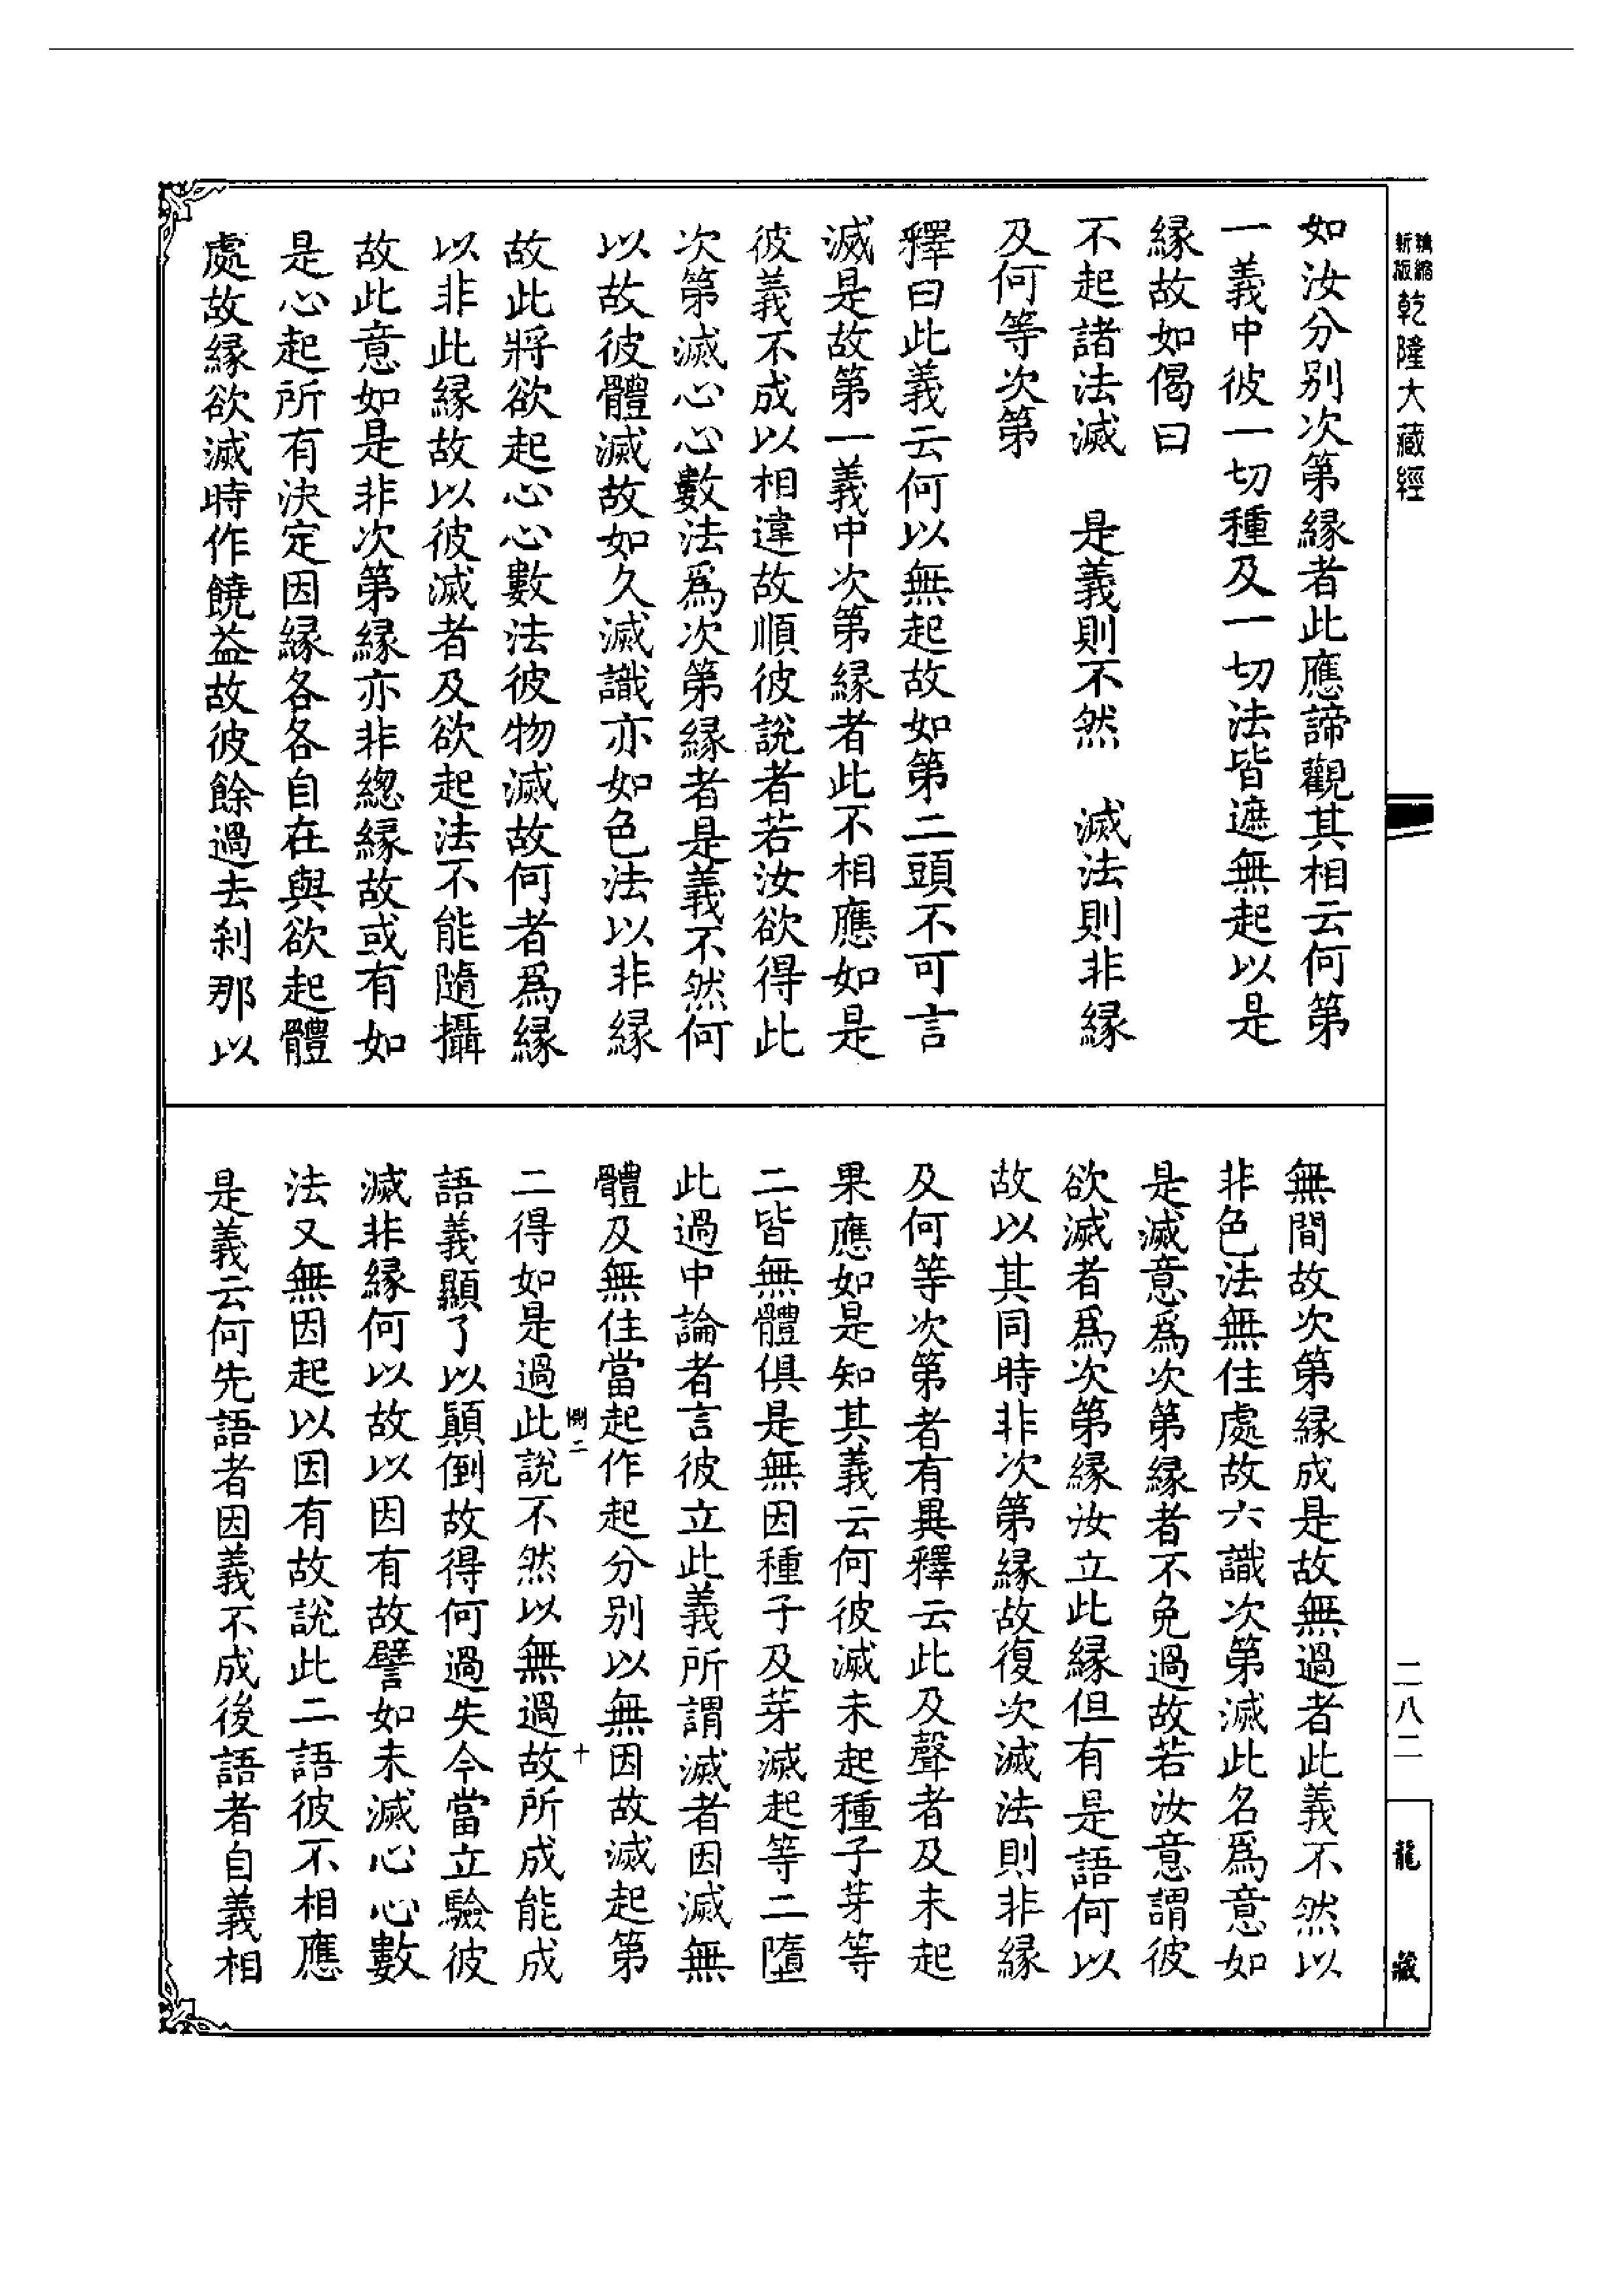 新版精縮乾隆大藏經
如汝分別次第縁者此應諦觀其相云何第
一義中彼一切種及一切法皆遮無起以是
縁故如偈曰
不起諸法滅　是義則不然　滅法則非縁
及何等次第
釋曰此義云何以無起故如第二頭不可言
滅是故第一義中次第縁者此不相應如是
彼義不成以相違故順彼說者若汝欲得此
次第滅心心數法爲次第縁者是義不然何
以故彼體滅故如久滅識亦如色法以非縁
故此將欲起心心數法彼物滅故何者爲縁
以非此縁故以彼滅者及欲起法不能隨攝
故此意如是非次第縁亦非總縁故或有如
是心起所有決定因縁各各自在與欲起體
處故縁欲滅時作饒益故彼餘過去刹那以
無間故次第縁成是故無過者此義不然以
非色法無住處故六識次第滅此名爲意如
是滅意爲次第縁者不免過故若汝意謂彼
欲滅者爲次第縁汝立此縁但有是語何以
故以其同時非次第縁故復次滅法則非縁
及何等次第者有異釋云此及聲者及未起
果應如是知其義云何彼滅未起種子芽等
二皆無體俱是無因種子及芽滅起等二墮
此過中論者言彼立此義所謂滅者因滅無
體及無住當起作起分別以無因故滅起第
惻二　十
二得如是過此說不然以無過故所成能成
語義顯了以顛倒故得何過失今當立驗彼
滅非縁何以故以因有故譬如未滅心心數
法又無因起以因有故說此二語彼不相應
是義云何先語者因義不成後語者自義相
二八二
龍藏